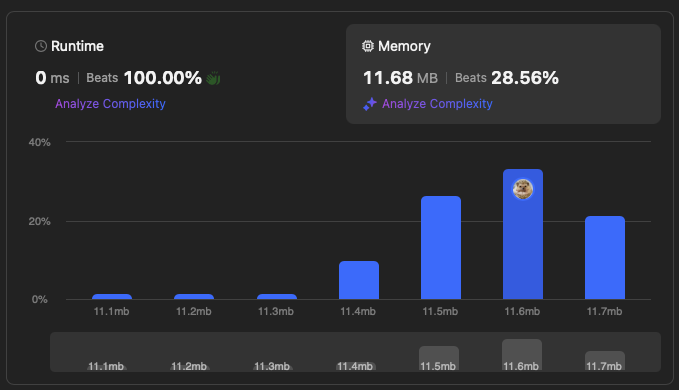 Runtime
0 ms | Beats 100.00%
Analyze Complexity
Memory
11.68 MB | Beats 28.56%
Analyze Complexity
40%
20%
0%
11.1mb 11.2mb 11.3mb 11.4mb 11.5mb 11.6mb 11.7mb
11.1mb 11.2mb 11.3mb 11.4mb 11.5mb 11.6mb 11.7mb